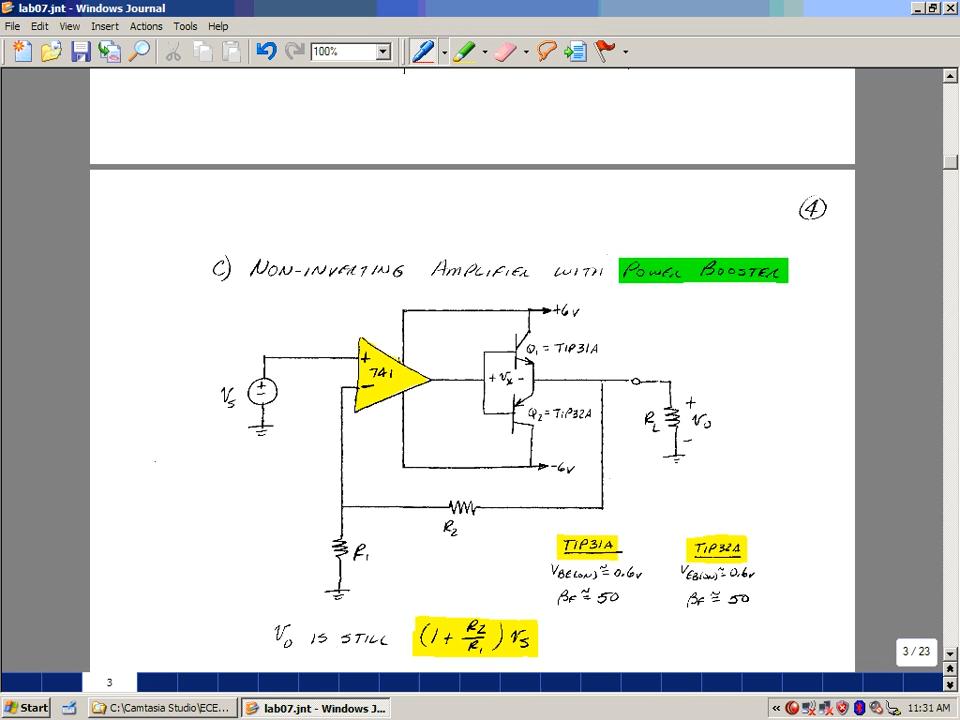 lab07.jnt - Windows Journal
File Edit View Insert Actions Tools Help
100%
4
C) NON-INVERTING AMPLIFIER WITH POWER BOOSTER
+6V
Q1 = TIP31A
741
+
-
+ Vx -
VS
+
-
Q2 = TIP32A
+
RL VO
-
-6V
R2
R1
TIP31A TIP32A
VBE(ON) ≅ 0.6V VEB(ON) ≅ 0.6V
βF ≅ 50 βF ≅ 50
VO IS STILL (1 + R2/R1) VS
3 / 23
3
Start C:\Camtasia Studio\ECE... lab07.jnt - Windows J... « 11:31 AM